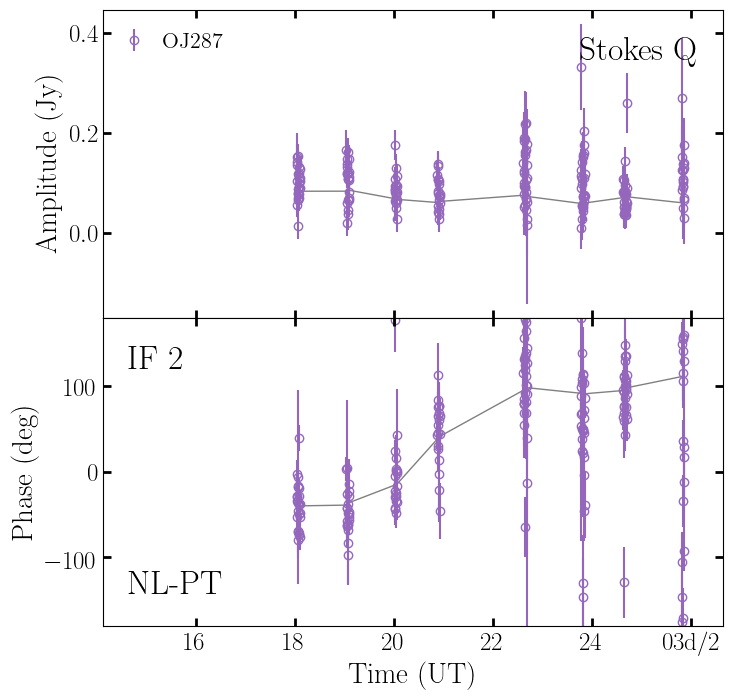 OJ287
Stokes Q
0.4
0.2
0.0
Amplitude (Jy)
IF 2
100
0
−100
Phase (deg)
NL-PT
16 18 20 22 24 03d/2
Time (UT)